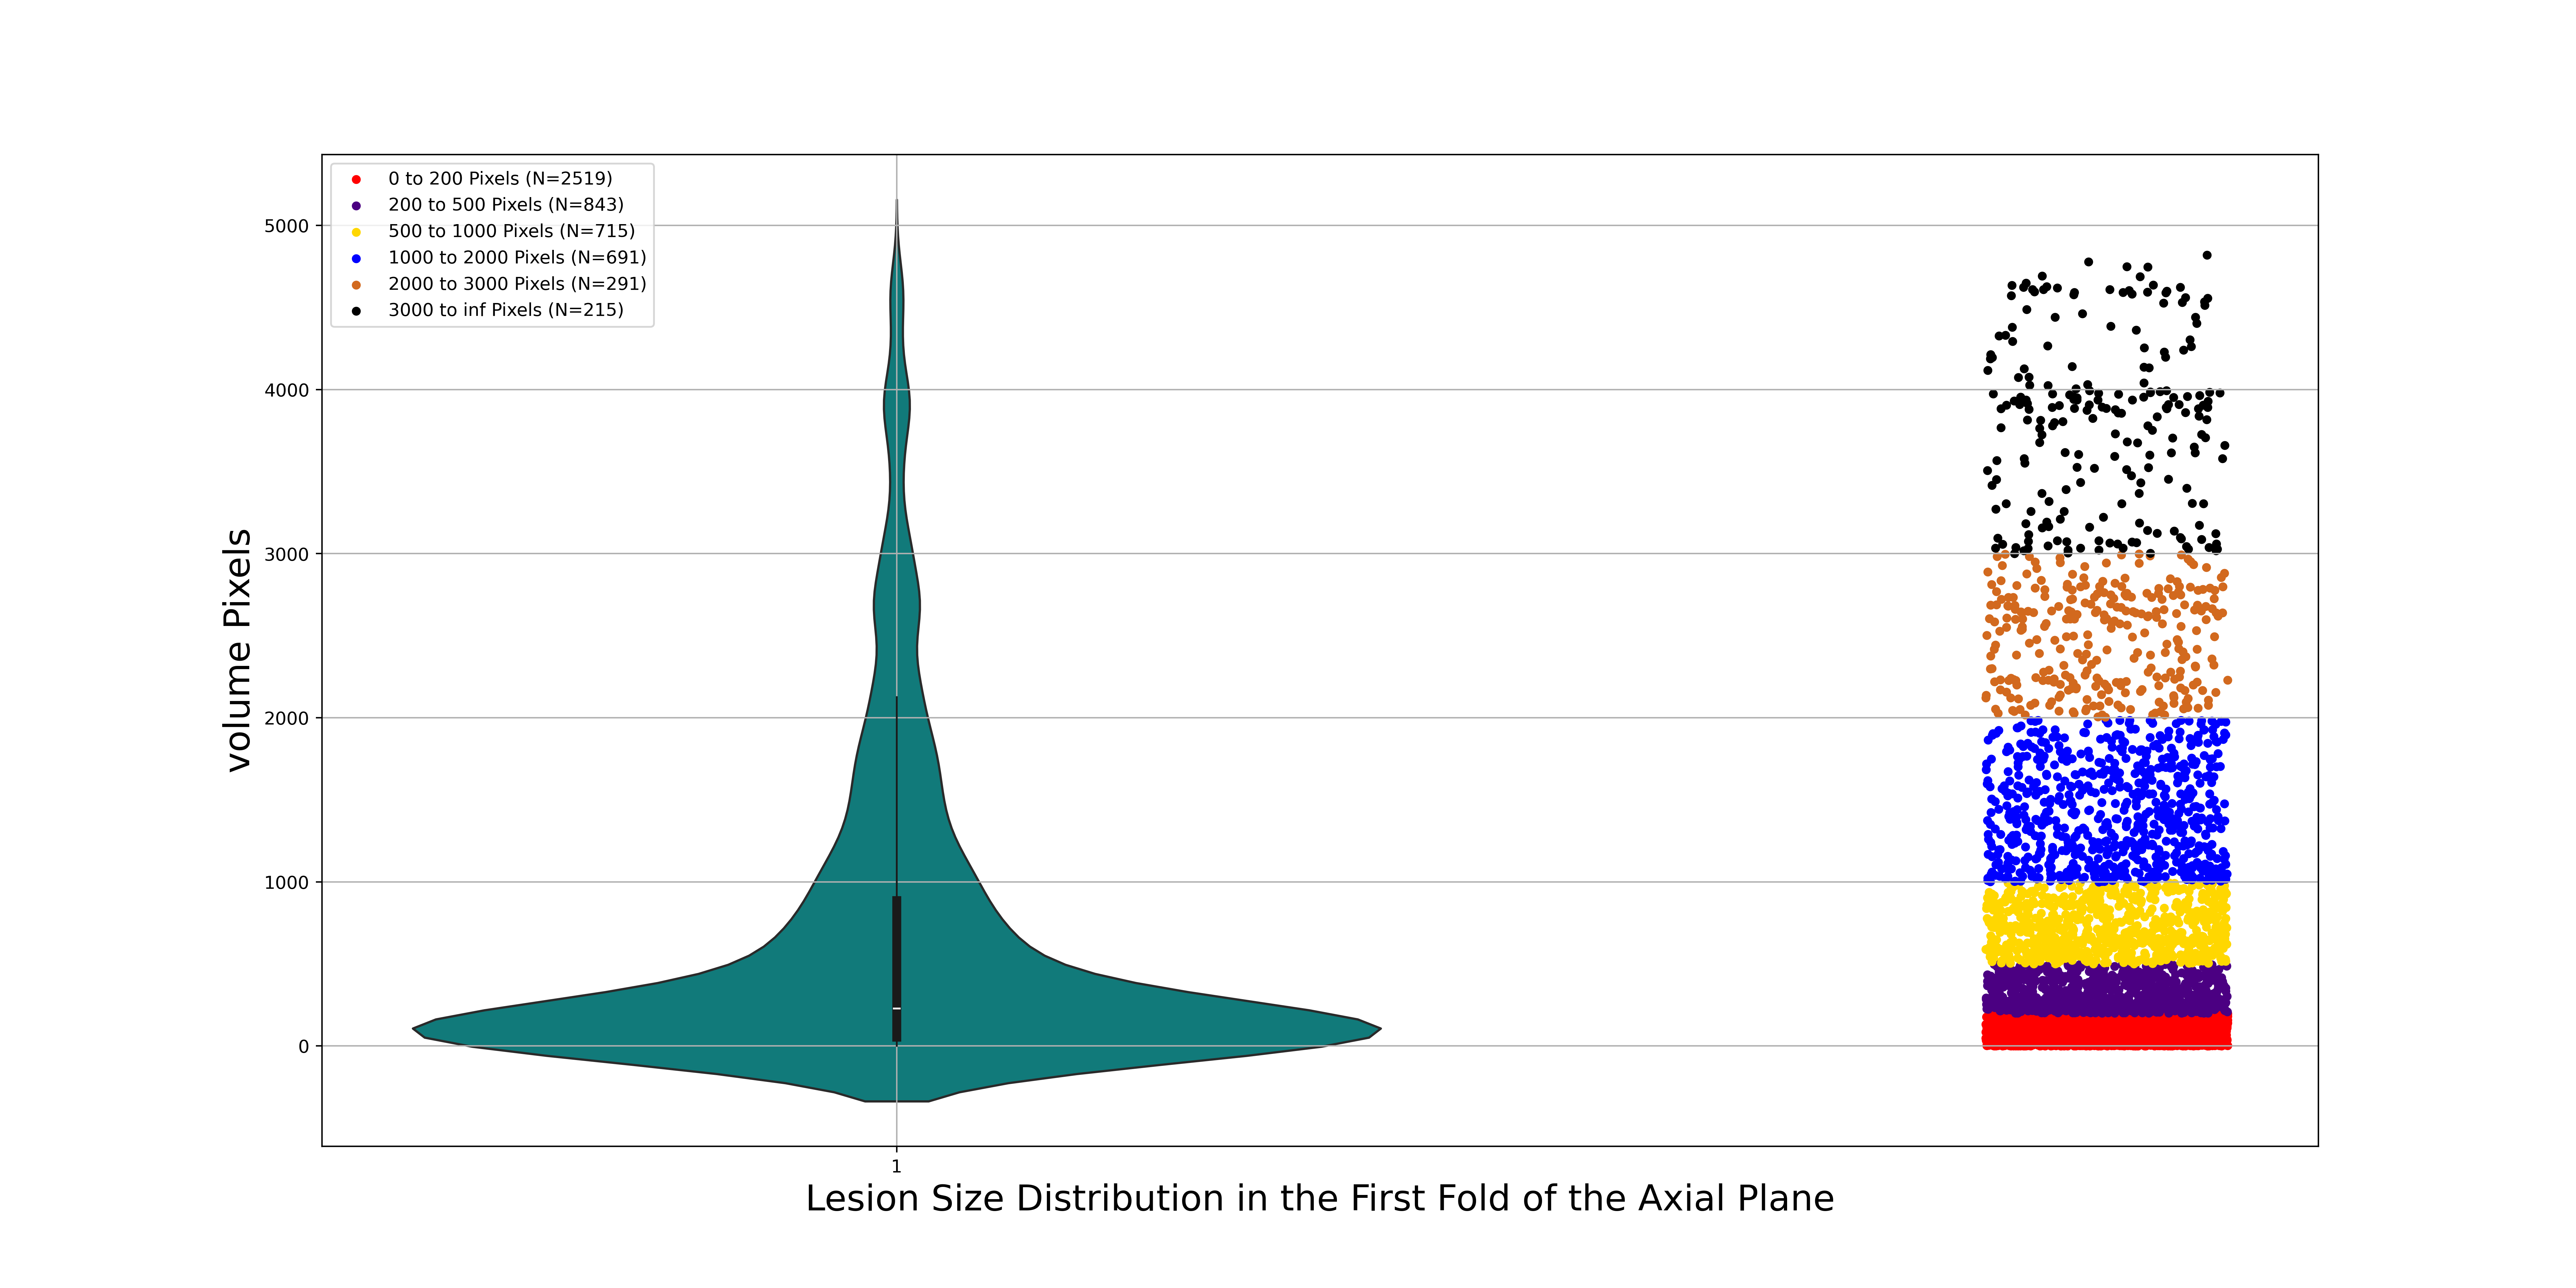 0 to 200 Pixels (N=2519)
200 to 500 Pixels (N=843)
500 to 1000 Pixels (N=715)
1000 to 2000 Pixels (N=691)
2000 to 3000 Pixels (N=291)
3000 to inf Pixels (N=215)
5000
4000
3000
2000
1000
0
volume Pixels
1
Lesion Size Distribution in the First Fold of the Axial Plane